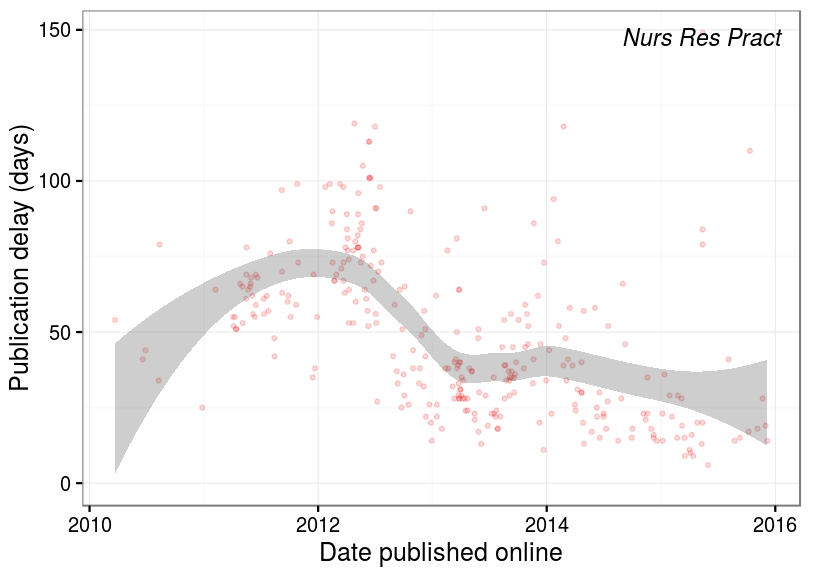 Nurs Res Pract
Publication delay (days)
150
100
50
0
2010
2012
2014
2016
Date published online